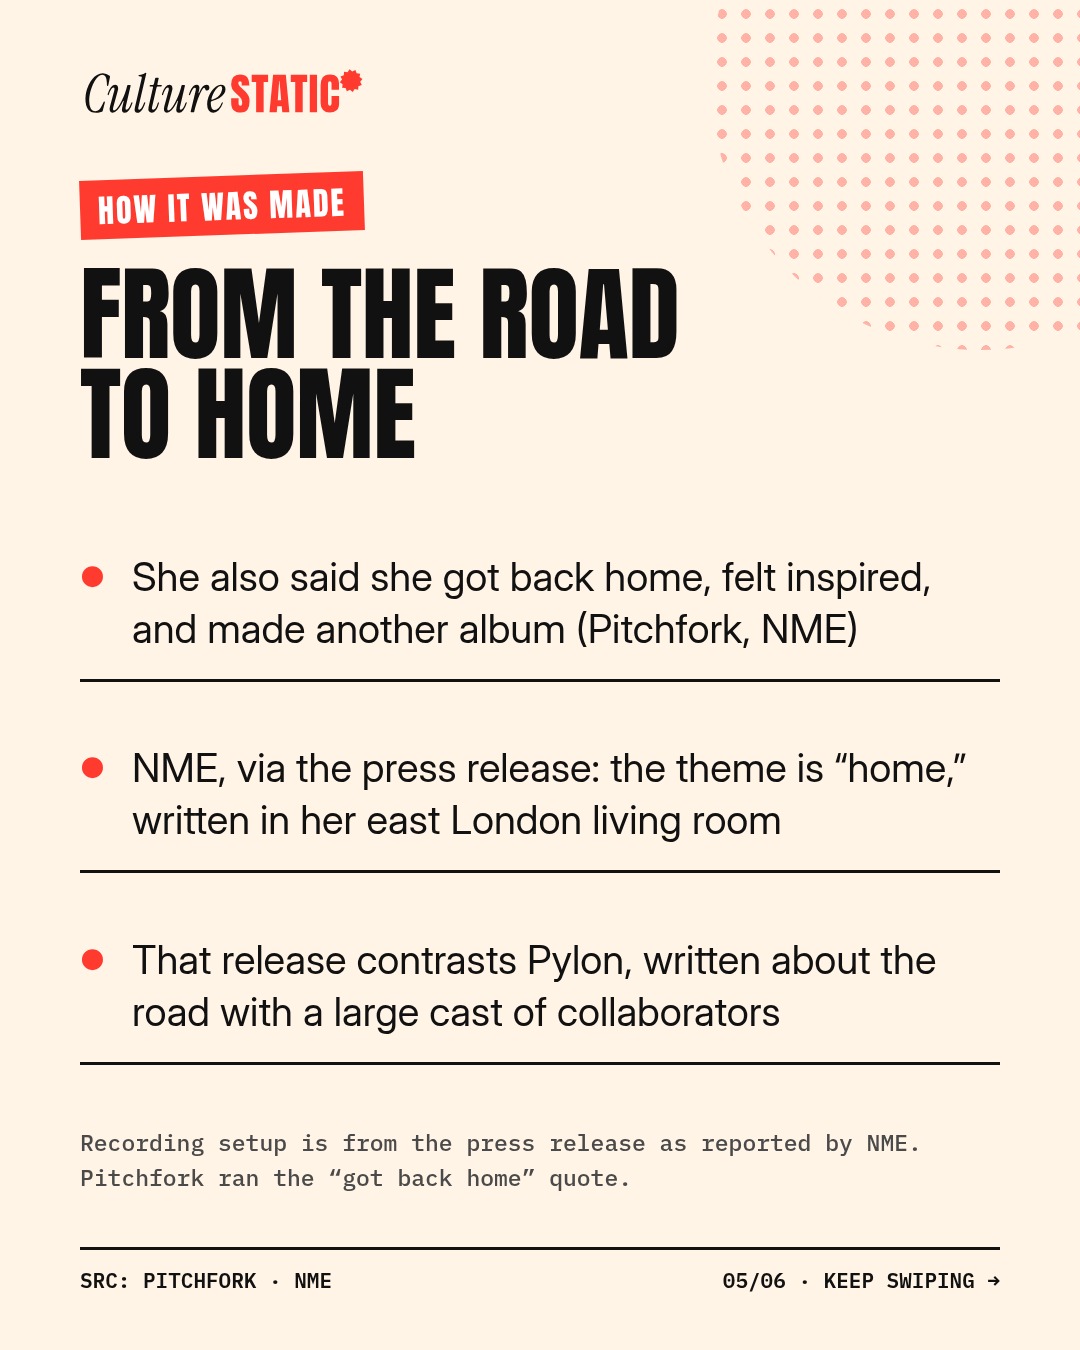 Culture STATIC
HOW IT WAS MADE
FROM THE ROAD
TO HOME
She also said she got back home, felt inspired,
and made another album (Pitchfork, NME)
NME, via the press release: the theme is “home,”
written in her east London living room
That release contrasts Pylon, written about the
road with a large cast of collaborators
Recording setup is from the press release as reported by NME.
Pitchfork ran the “got back home” quote.
SRC: PITCHFORK · NME
05/06 · KEEP SWIPING →